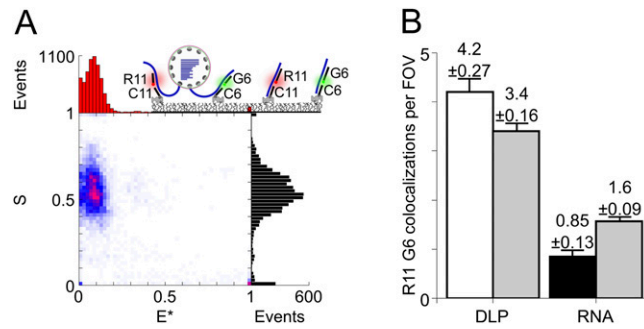 A
1100
Events
1
R11
C11
G6
C6
R11
C11
G6
C6
S
0.5
0
0
0.5
1
0
600
E*
Events
B
R11 G6 colocalizations per FOV
5
0
4.2
±0.27
3.4
±0.16
0.85
±0.13
1.6
±0.09
DLP
RNA